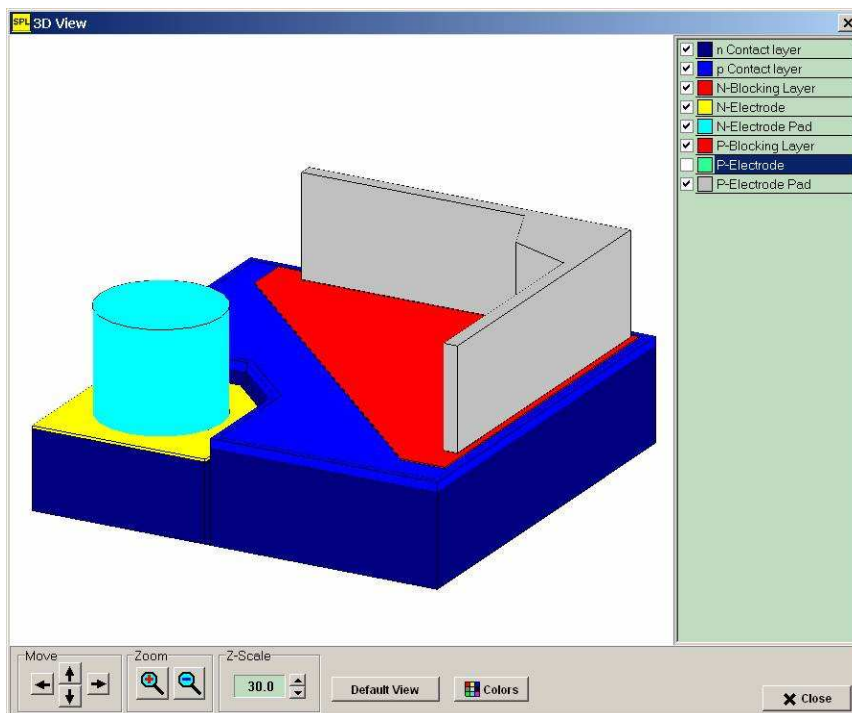 SPL 3D View
n Contact layer
p Contact layer
N-Blocking Layer
N-Electrode
N-Electrode Pad
P-Blocking Layer
P-Electrode
P-Electrode Pad
Move
Zoom
Z-Scale
30.0
Default View
Colors
Close